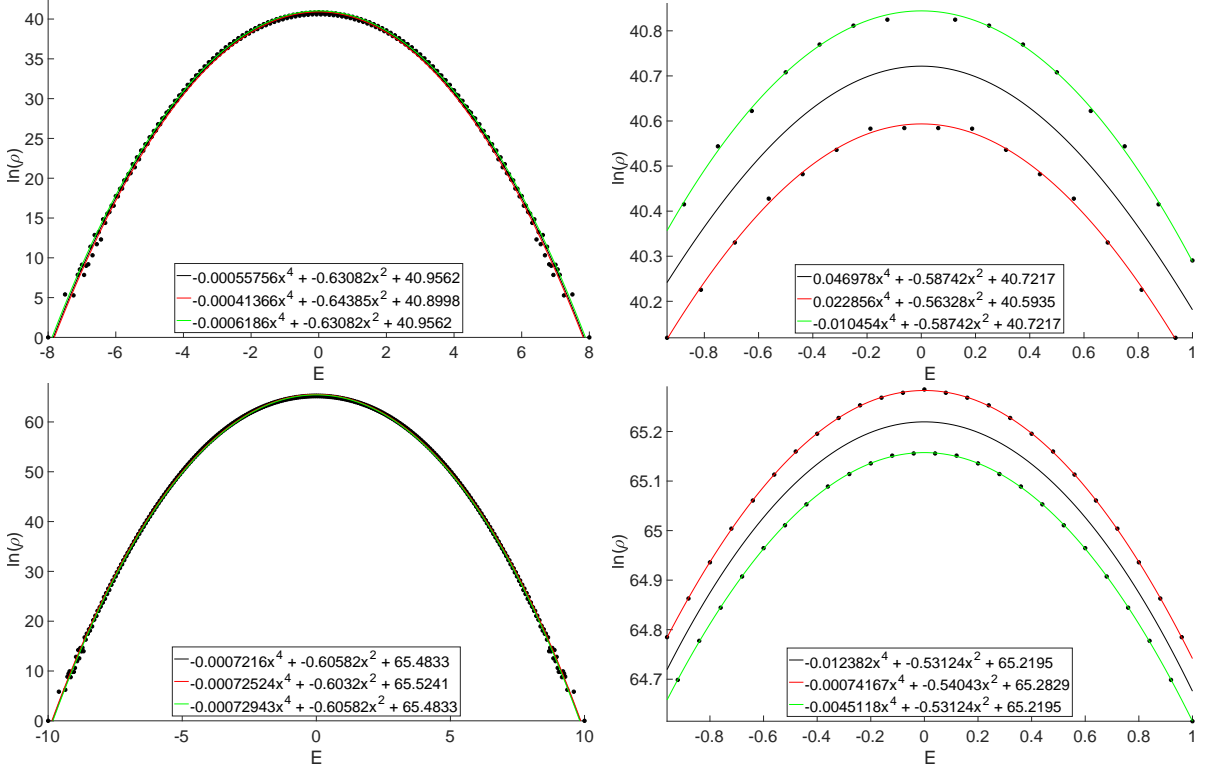 40
35
30
25
20
15
10
5
0
ln(ρ)
-0.00055756x⁴ + -0.63082x² + 40.9562
-0.00041366x⁴ + -0.64385x² + 40.8998
-0.0006186x⁴ + -0.63082x² + 40.9562
-8 -6 -4 -2 0 2 4 6 8
E
40.8
40.7
40.6
40.5
40.4
40.3
40.2
ln(ρ)
0.046978x⁴ + -0.58742x² + 40.7217
0.022856x⁴ + -0.56328x² + 40.5935
-0.010454x⁴ + -0.58742x² + 40.7217
-0.8 -0.6 -0.4 -0.2 0 0.2 0.4 0.6 0.8 1
E
60
50
40
30
20
10
0
ln(ρ)
-0.0007216x⁴ + -0.60582x² + 65.4833
-0.00072524x⁴ + -0.6032x² + 65.5241
-0.00072943x⁴ + -0.60582x² + 65.4833
-10 -5 0 5 10
E
65.2
65.1
65
64.9
64.8
64.7
ln(ρ)
-0.012382x⁴ + -0.53124x² + 65.2195
-0.00074167x⁴ + -0.54043x² + 65.2829
-0.0045118x⁴ + -0.53124x² + 65.2195
-0.8 -0.6 -0.4 -0.2 0 0.2 0.4 0.6 0.8 1
E